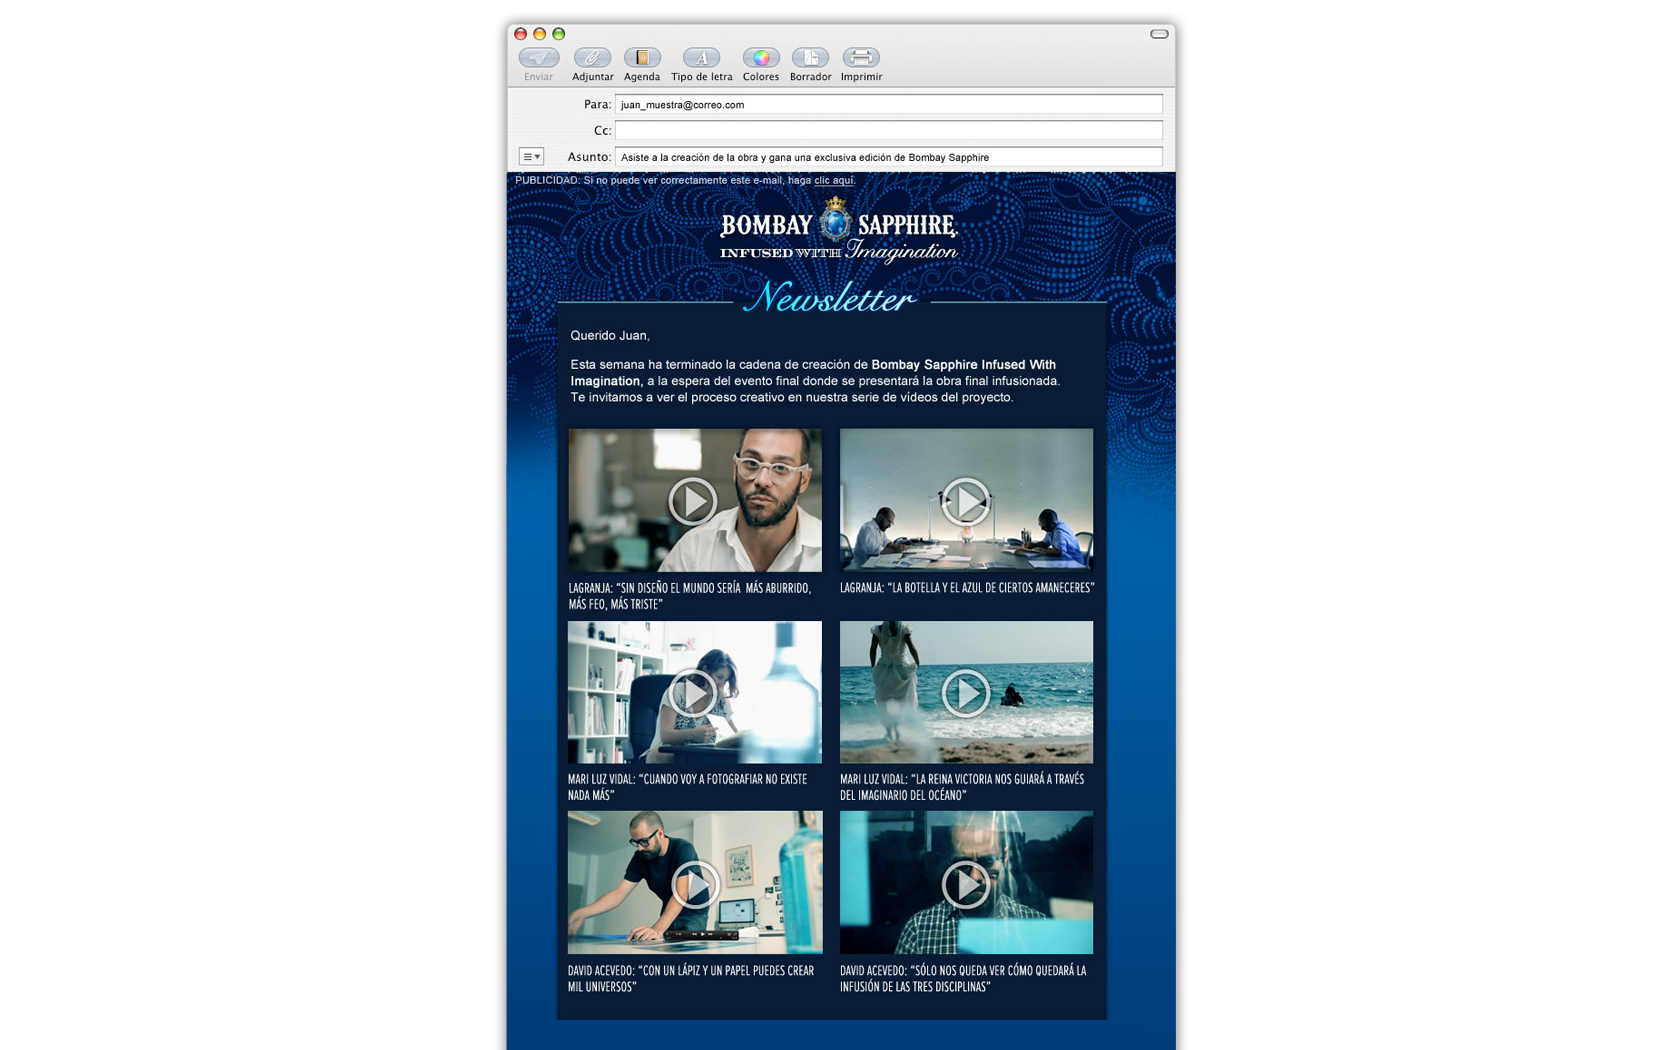 Enviar Adjuntar Agenda Tipo de letra Colores Borrador Imprimir
Para: juan_muestra@correo.com
Cc:
Asunto: Asiste a la creación de la obra y gana una exclusiva edición de Bombay Sapphire
PUBLICIDAD: Si no puede ver correctamente este e-mail, haga clic aquí.
BOMBAY SAPPHIRE.
INFUSED WITH Imagination
Newsletter
Querido Juan,
Esta semana ha terminado la cadena de creación de Bombay Sapphire Infused With
Imagination, a la espera del evento final donde se presentará la obra final infusionada.
Te invitamos a ver el proceso creativo en nuestra serie de vídeos del proyecto.
LAGRANJA: “SIN DISEÑO EL MUNDO SERÍA MÁS ABURRIDO,
MÁS FEO, MÁS TRISTE”
LAGRANJA: “LA BOTELLA Y EL AZUL DE CIERTOS AMANECERES”
MARI LUZ VIDAL: “CUANDO VOY A FOTOGRAFIAR NO EXISTE
NADA MÁS”
MARI LUZ VIDAL: “LA REINA VICTORIA NOS GUIARÁ A TRAVÉS
DEL IMAGINARIO DEL OCÉANO”
DAVID ACEVEDO: “CON UN LÁPIZ Y UN PAPEL PUEDES CREAR
MIL UNIVERSOS”
DAVID ACEVEDO: “SÓLO NOS QUEDA VER CÓMO QUEDARÁ LA
INFUSIÓN DE LAS TRES DISCIPLINAS”